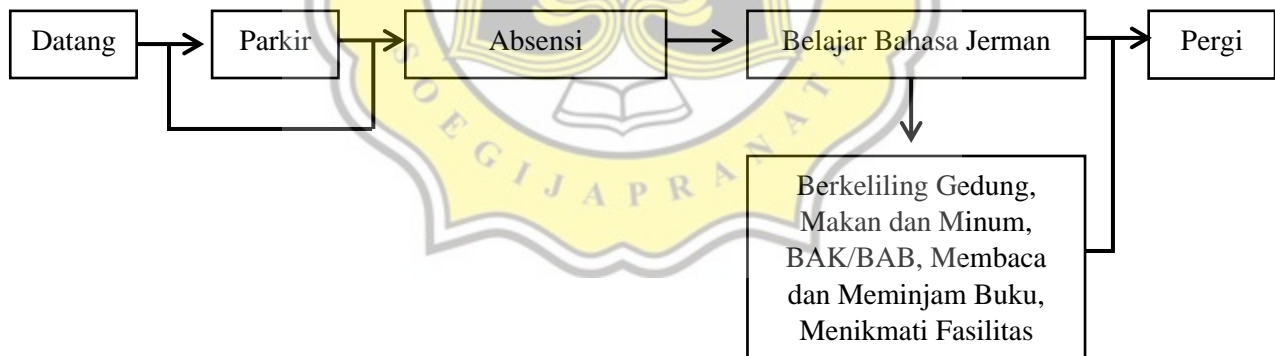 Datang
Parkir
Absensi
Belajar Bahasa Jerman
Pergi
SOEGIJAPRANATA
Berkeliling Gedung,
Makan dan Minum,
BAK/BAB, Membaca
dan Meminjam Buku,
Menikmati Fasilitas